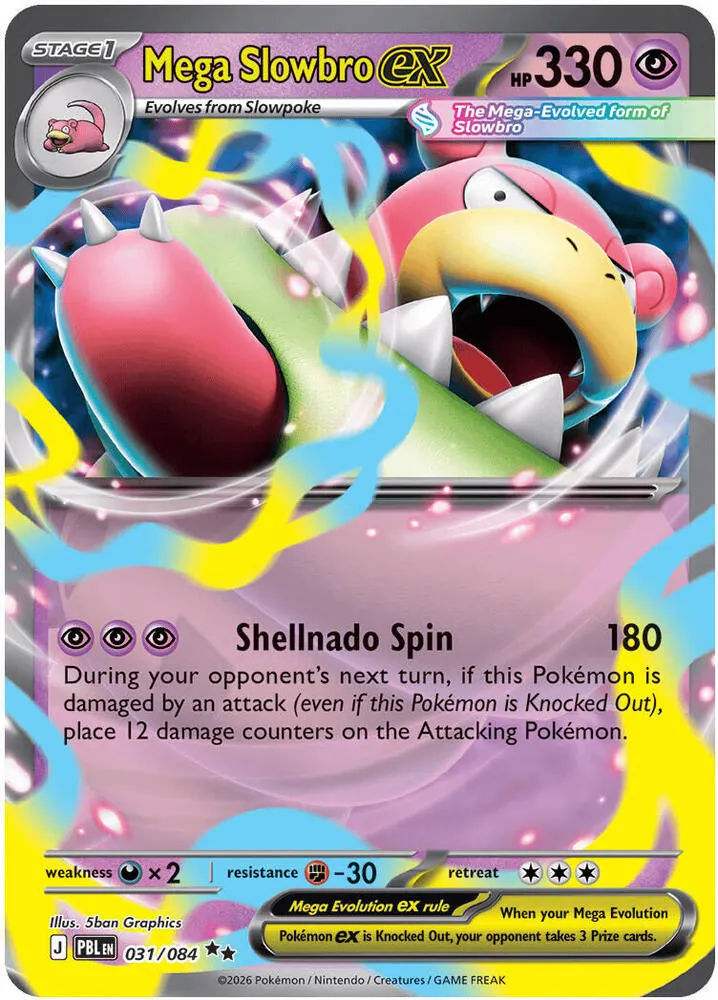 STAGE1
Mega Slowbro ex
HP 330
Evolves from Slowpoke
The Mega-Evolved form of
Slowbro
Shellnado Spin 180
During your opponent's next turn, if this Pokémon is
damaged by an attack (even if this Pokémon is Knocked Out),
place 12 damage counters on the Attacking Pokémon.
weakness ×2 resistance -30 retreat
Mega Evolution ex rule
When your Mega Evolution
Pokémon ex is Knocked Out, your opponent takes 3 Prize cards.
Illus. 5ban Graphics
J PBL EN 031/084 ★★
©2026 Pokémon / Nintendo / Creatures / GAME FREAK